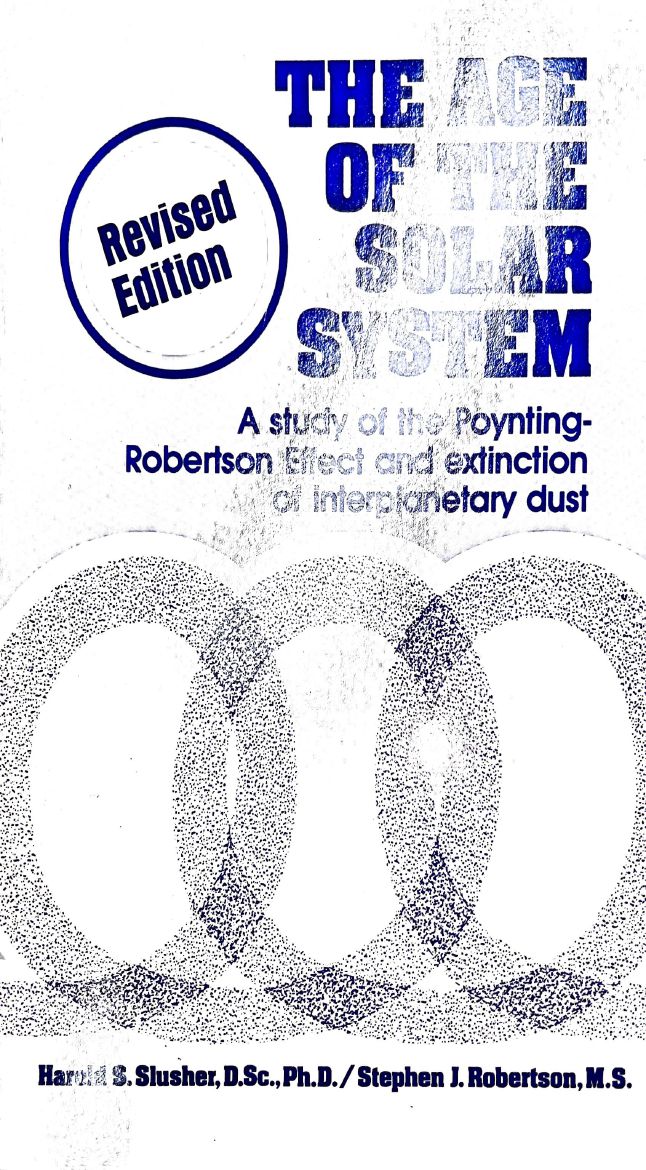 THE AGE
OF THE
SOLAR
SYSTEM
Revised
Edition
A study of the Poynting-
Robertson Effect and extinction
of interplanetary dust
Harold S. Slusher, D.Sc., Ph.D. / Stephen J. Robertson, M.S.